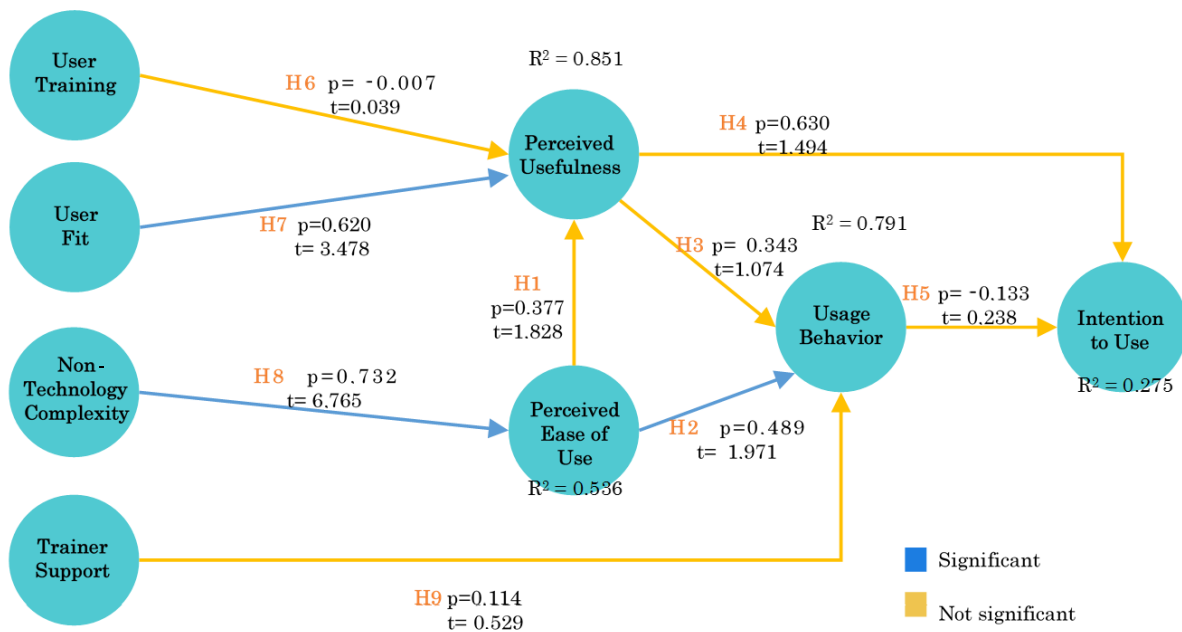 User
Training
H6 p= -0.007
t=0.039
R² = 0.851
Perceived
Usefulness
H4 p=0.630
t=1.494
User
Fit
H7 p=0.620
t= 3.478
H3 p= 0.343
t=1.074
R² = 0.791
H1
p=0.377
t=1.828
Usage
Behavior
H5 p= -0.133
t= 0.238
Intention
to Use
R² = 0.275
Non-
Technology
Complexity
H8 p=0.732
t= 6.765
Perceived
Ease of
Use
R² = 0.536
H2 p=0.489
t= 1.971
Trainer
Support
H9 p=0.114
t= 0.529
Significant
Not significant